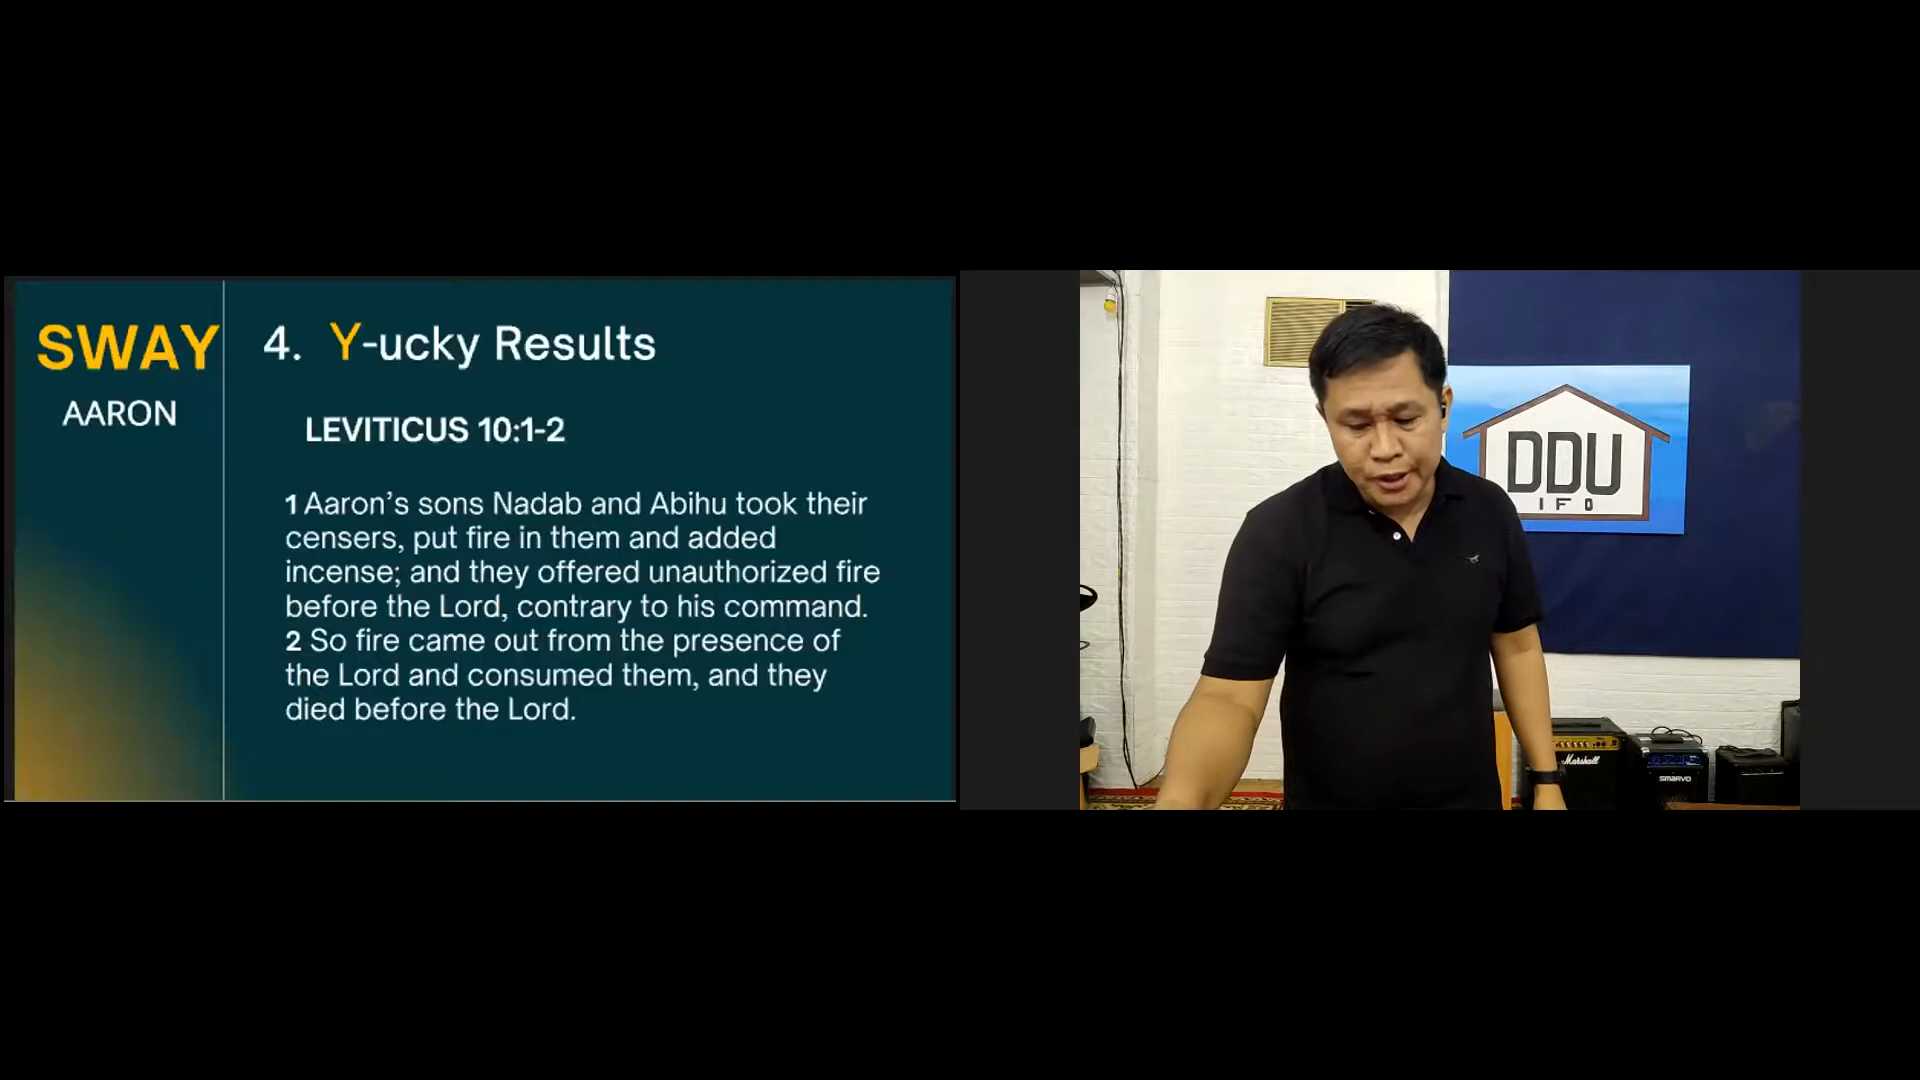 SWAY
AARON
4. Y-ucky Results
LEVITICUS 10:1-2
1 Aaron's sons Nadab and Abihu took their
censers, put fire in them and added
incense; and they offered unauthorized fire
before the Lord, contrary to his command.
2 So fire came out from the presence of
the Lord and consumed them, and they
died before the Lord.
DDU
IFO
Marshall
SMARVO